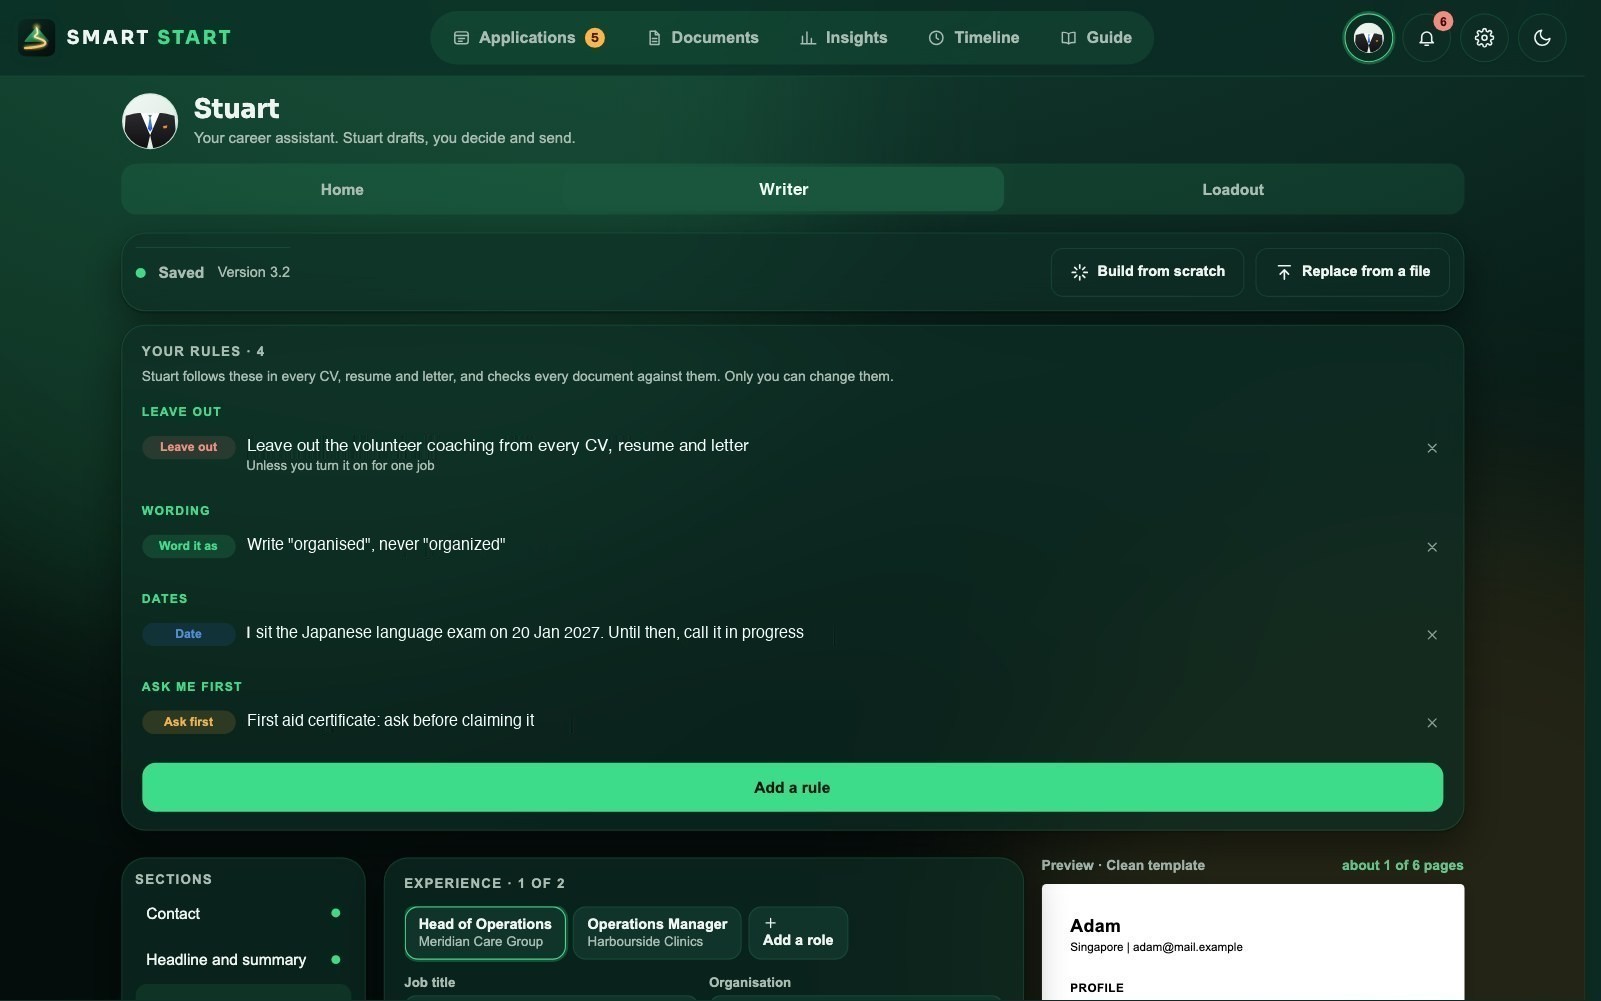 SMART START
Applications 5
Documents
Insights
Timeline
Guide
6
Stuart
Your career assistant. Stuart drafts, you decide and send.
Home
Writer
Loadout
Saved Version 3.2
Build from scratch
Replace from a file
YOUR RULES · 4
Stuart follows these in every CV, resume and letter, and checks every document against them. Only you can change them.
LEAVE OUT
Leave out
Leave out the volunteer coaching from every CV, resume and letter
Unless you turn it on for one job
WORDING
Word it as
Write "organised", never "organized"
DATES
Date
I sit the Japanese language exam on 20 Jan 2027. Until then, call it in progress
ASK ME FIRST
Ask first
First aid certificate: ask before claiming it
Add a rule
SECTIONS
Contact
Headline and summary
EXPERIENCE · 1 OF 2
Head of Operations
Meridian Care Group
Operations Manager
Harbourside Clinics
Add a role
Job title
Organisation
Preview · Clean template
about 1 of 6 pages
Adam
Singapore | adam@mail.example
PROFILE